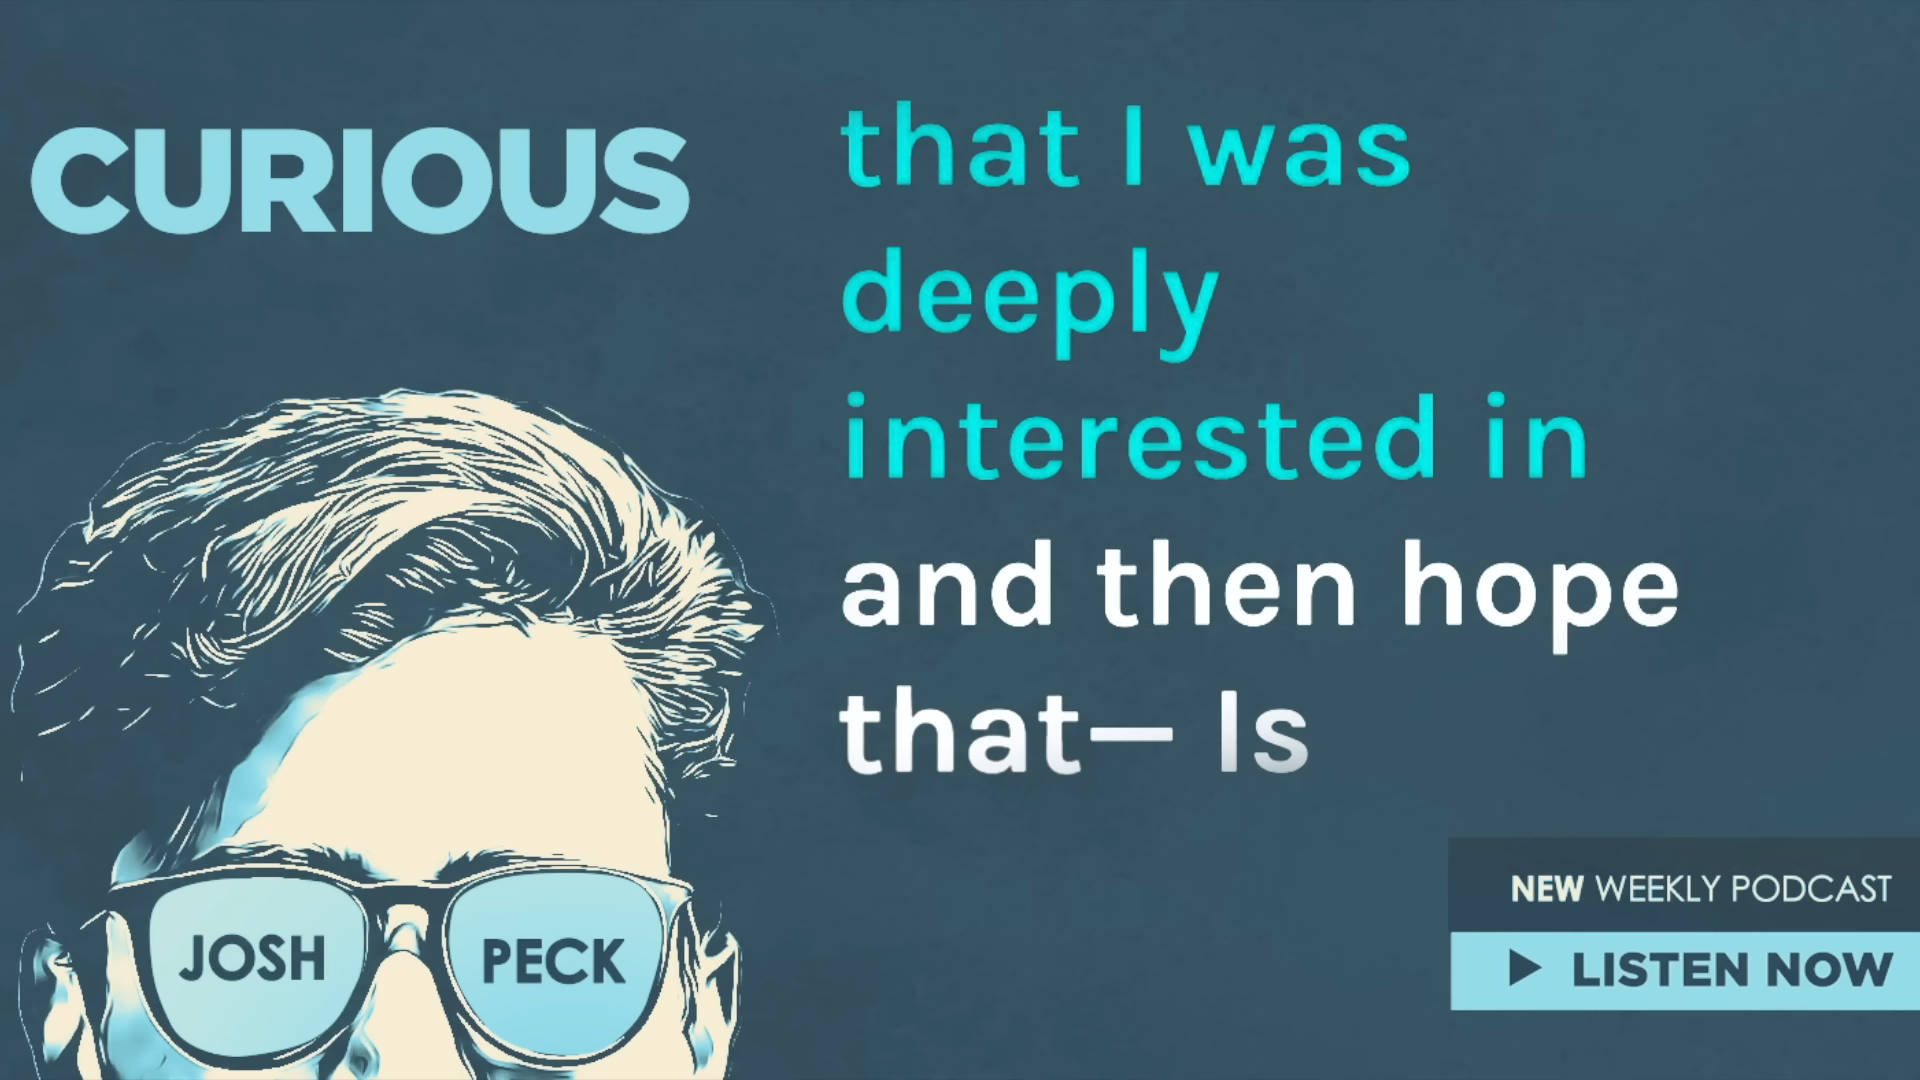 CURIOUS
that I was
deeply
interested in
and then hope
that— Is
JOSH PECK
NEW WEEKLY PODCAST
LISTEN NOW